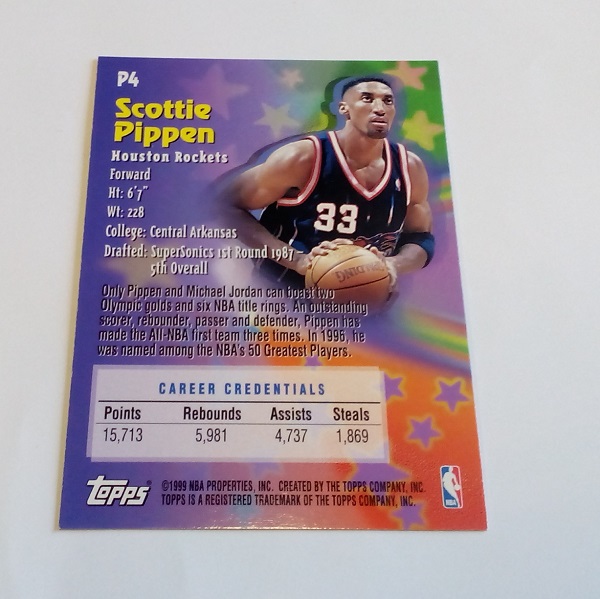 P4
Scottie
Pippen
Houston Rockets
Forward
Ht: 6'7"
Wt: 228
College: Central Arkansas
Drafted: SuperSonics 1st Round 1987 –
5th Overall
33
SPALDING
Only Pippen and Michael Jordan can boast two
Olympic golds and six NBA title rings. An outstanding
scorer, rebounder, passer and defender, Pippen has
made the All-NBA first team three times. In 1996, he
was named among the NBA's 50 Greatest Players.
CAREER CREDENTIALS
Points Rebounds Assists Steals
15,713 5,981 4,737 1,869
TOPPS®
©1999 NBA PROPERTIES, INC. CREATED BY THE TOPPS COMPANY, INC.
TOPPS IS A REGISTERED TRADEMARK OF THE TOPPS COMPANY, INC.
NBA